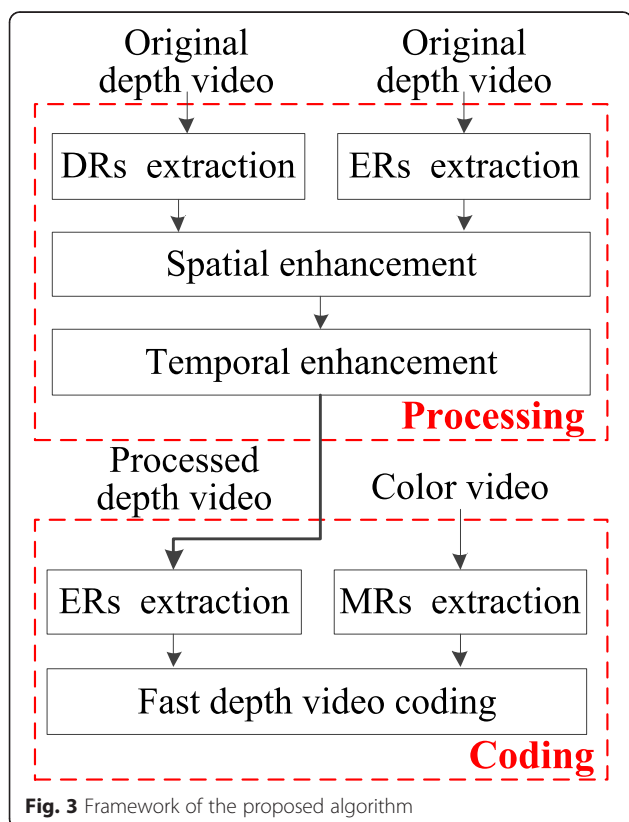 Original
depth video
Original
depth video
DRs extraction
ERs extraction
Spatial enhancement
Temporal enhancement
Processing
Processed
depth video
Color video
ERs extraction
MRs extraction
Fast depth video coding
Coding
Fig. 3 Framework of the proposed algorithm